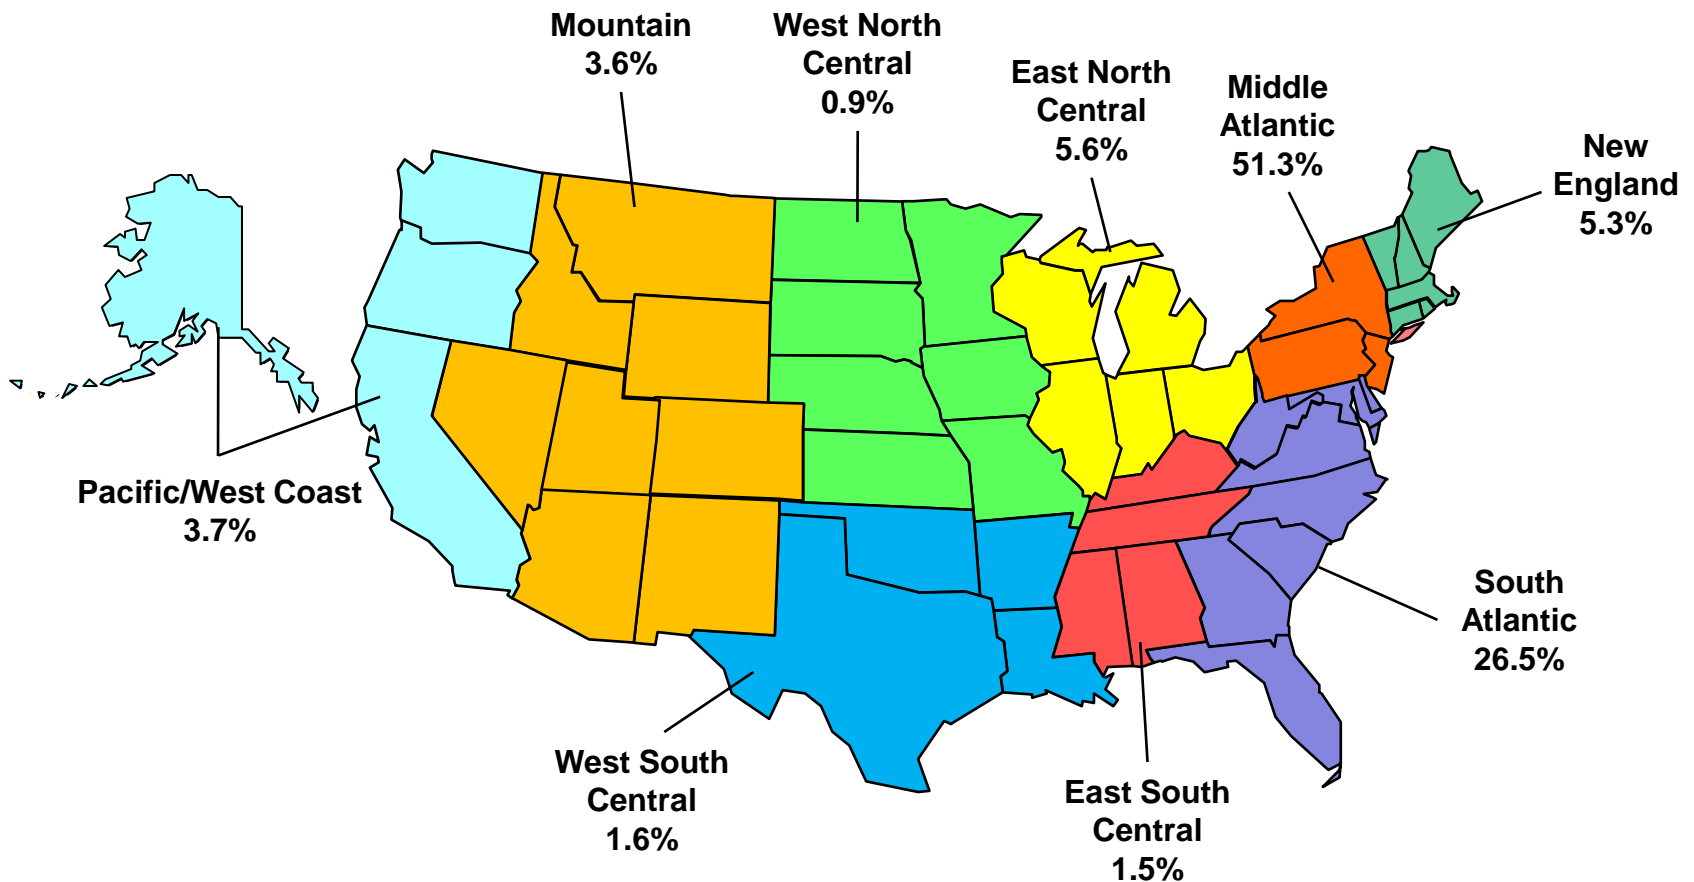 Mountain
3.6%
West North
Central
0.9%
East North
Central
5.6%
Middle
Atlantic
51.3%
New
England
5.3%
Pacific/West Coast
3.7%
South
Atlantic
26.5%
West South
Central
1.6%
East South
Central
1.5%